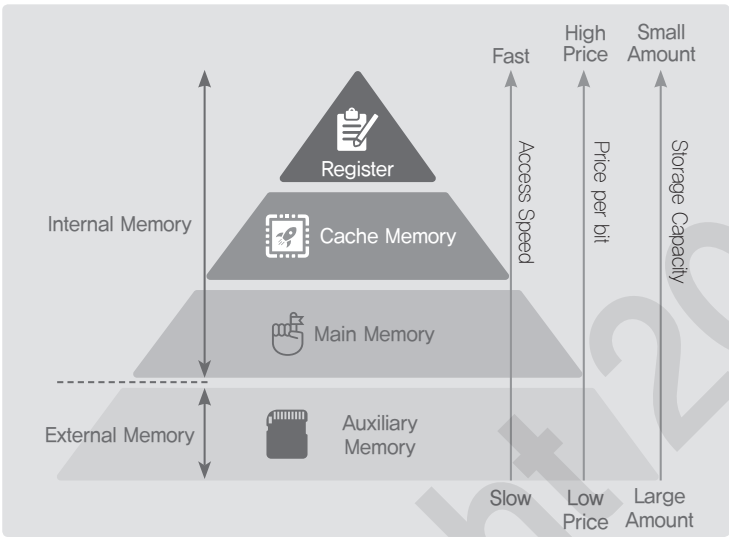 Fast
High
Price
Small
Amount
Register
Cache Memory
Main Memory
Auxiliary
Memory
Internal Memory
External Memory
Access Speed
Price per bit
Storage Capacity
Slow
Low
Price
Large
Amount